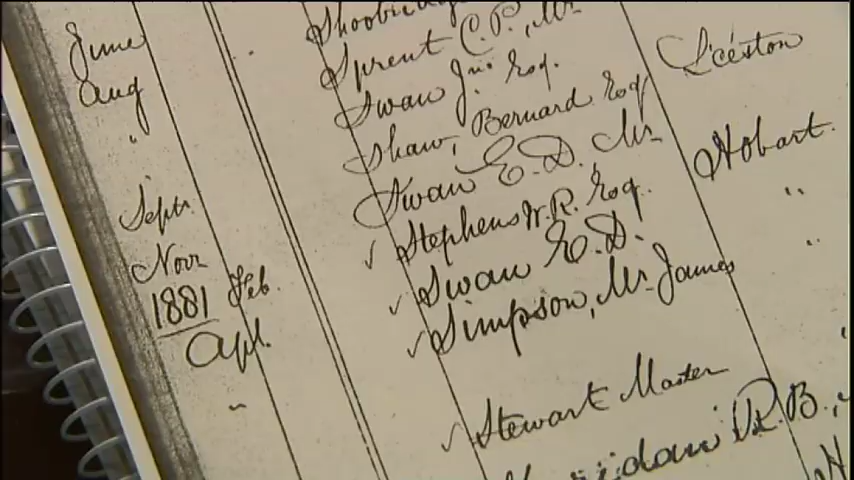 June
Aug
"
Septr.
Novr
1881 Feb.
Apl.
"
Sprent C.P., Mr
Swan Jno. Esq.
Shaw, Bernard Esq
Swan E.D. Mr
✓ Stephens W.R. Esq.
✓ Swan E.D.
✓ Simpson, Mr James
✓ Stewart Master
R.B.,
L'ceston
Hobart.
"
"